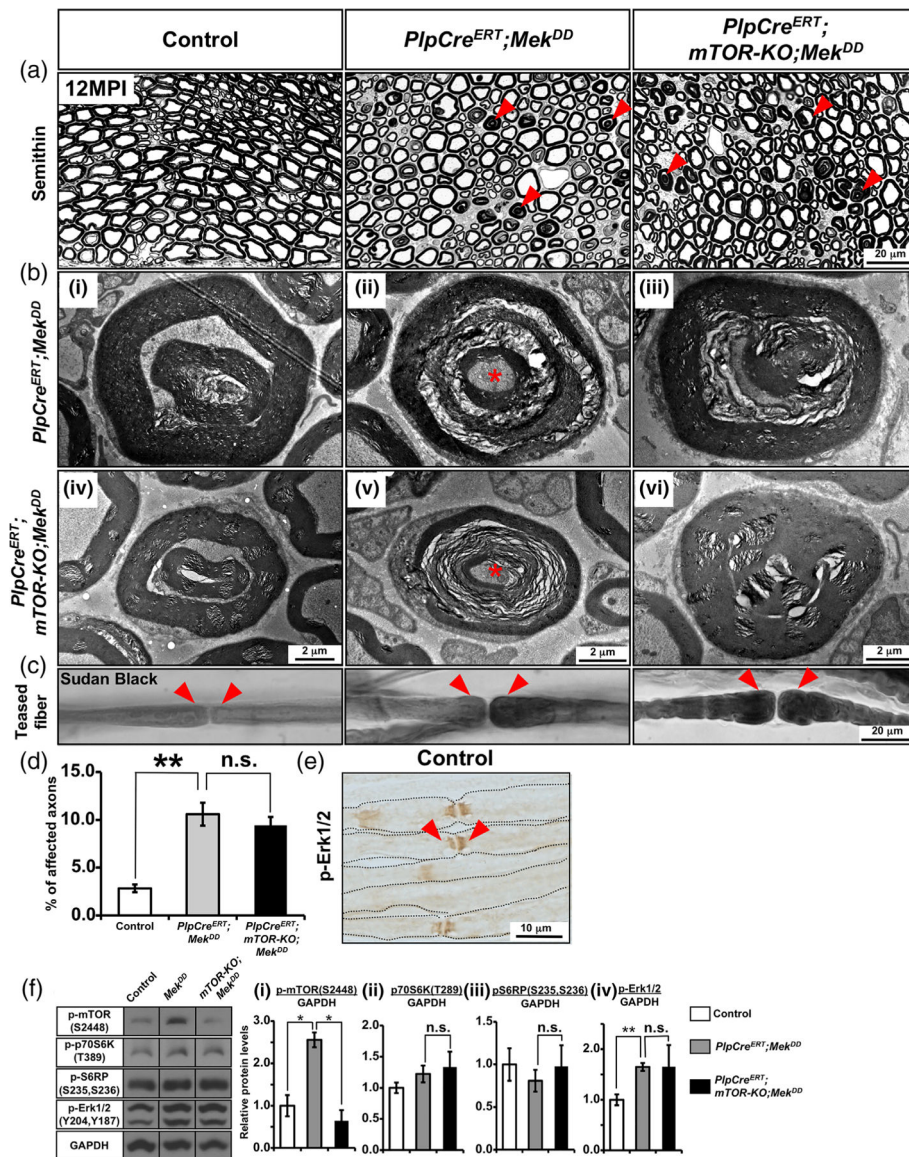 Control
PlpCreERT;MekDD
PlpCreERT;
mTOR-KO;MekDD
(a)
Semithin
12MPI
20 μm
(b)
PlpCreERT;MekDD
(i)
(ii)
*
(iii)
PlpCreERT;
mTOR-KO;MekDD
(iv)
2 μm
(v)
*
2 μm
(vi)
2 μm
(c)
Teased
fiber
Sudan Black
20 μm
(d)
% of affected axons
15.0
10.0
5.0
0.0
**
n.s.
Control
PlpCreERT;
MekDD
PlpCreERT;
mTOR-KO;
MekDD
(e)
Control
p-Erk1/2
10 μm
(f)
Control
MekDD
mTOR-KO;
MekDD
p-mTOR
(S2448)
p-p70S6K
(T389)
p-S6RP
(S235,S236)
p-Erk1/2
(Y204,Y187)
GAPDH
Relative protein levels
(i)
p-mTOR(S2448)
GAPDH
3.0
2.0
1.0
0.0
*
*
(ii)
p70S6K(T289)
GAPDH
2.0
1.5
1.0
0.5
0.0
n.s.
(iii)
pS6RP(S235,S236)
GAPDH
1.5
1.0
0.5
0.0
n.s.
(iv)
p-Erk1/2
GAPDH
2.5
2.0
1.5
1.0
0.5
0.0
**
n.s.
Control
PlpCreERT;MekDD
PlpCreERT;
mTOR-KO;MekDD